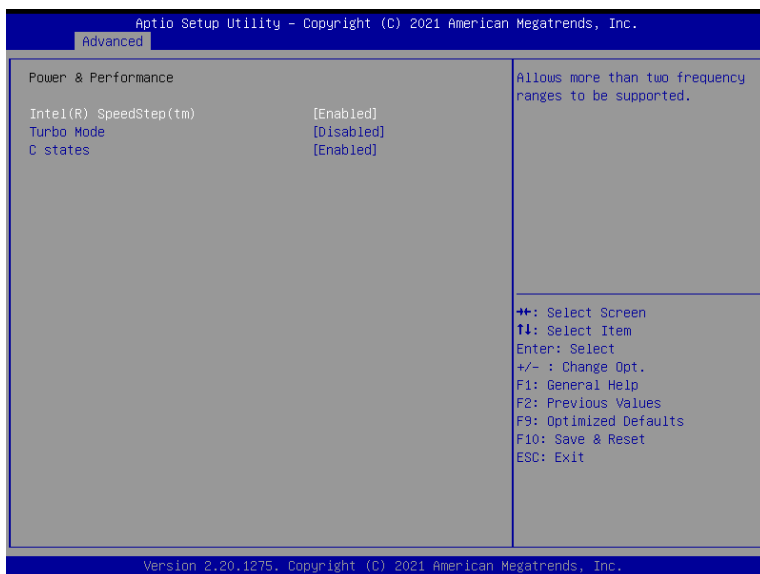 Aptio Setup Utility – Copyright (C) 2021 American Megatrends, Inc.
Advanced
Power & Performance
Intel(R) SpeedStep(tm) [Enabled]
Turbo Mode [Disabled]
C states [Enabled]
Allows more than two frequency
ranges to be supported.
→←: Select Screen
↑↓: Select Item
Enter: Select
+/- : Change Opt.
F1: General Help
F2: Previous Values
F9: Optimized Defaults
F10: Save & Reset
ESC: Exit
Version 2.20.1275. Copyright (C) 2021 American Megatrends, Inc.